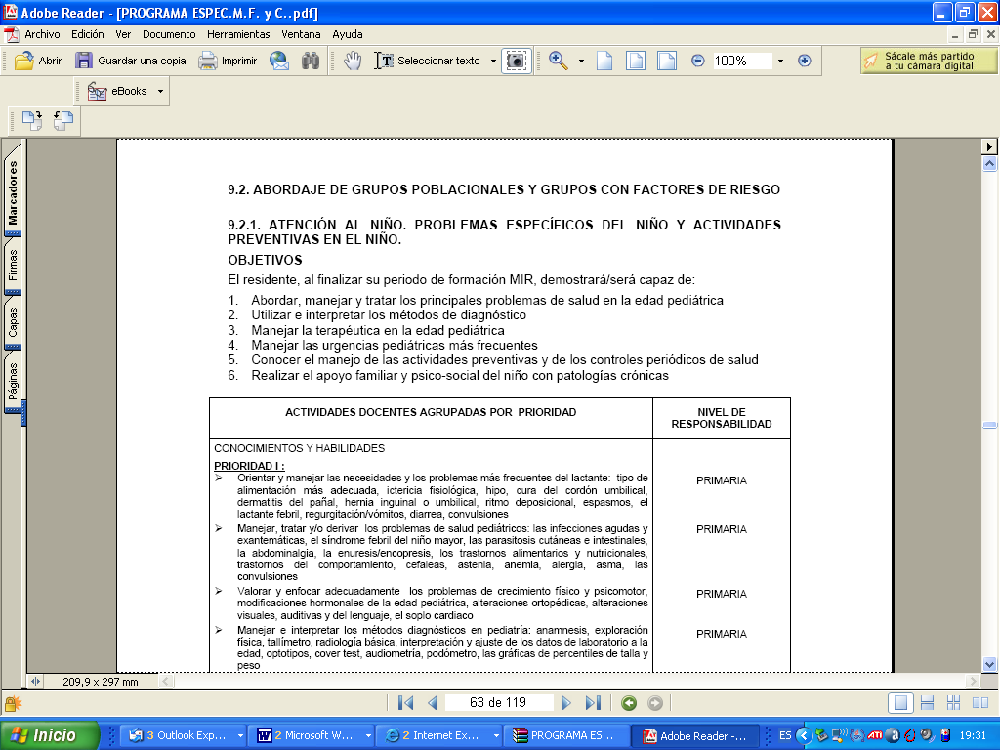 Adobe Reader - [PROGRAMA ESPEC.M.F. y C..pdf]
Archivo Edición Ver Documento Herramientas Ventana Ayuda
Abrir Guardar una copia Imprimir Seleccionar texto 100% Sácale más partido
a tu cámara digital
eBooks
Marcadores
Firmas
Capas
Páginas
9.2. ABORDAJE DE GRUPOS POBLACIONALES Y GRUPOS CON FACTORES DE RIESGO
9.2.1. ATENCIÓN AL NIÑO. PROBLEMAS ESPECÍFICOS DEL NIÑO Y ACTIVIDADES
PREVENTIVAS EN EL NIÑO.
OBJETIVOS
El residente, al finalizar su periodo de formación MIR, demostrará/será capaz de:
1. Abordar, manejar y tratar los principales problemas de salud en la edad pediátrica
2. Utilizar e interpretar los métodos de diagnóstico
3. Manejar la terapéutica en la edad pediátrica
4. Manejar las urgencias pediátricas más frecuentes
5. Conocer el manejo de las actividades preventivas y de los controles periódicos de salud
6. Realizar el apoyo familiar y psico-social del niño con patologías crónicas
ACTIVIDADES DOCENTES AGRUPADAS POR PRIORIDAD
NIVEL DE
RESPONSABILIDAD
CONOCIMIENTOS Y HABILIDADES
PRIORIDAD I :
➢ Orientar y manejar las necesidades y los problemas más frecuentes del lactante: tipo de
alimentación más adecuada, ictericia fisiológica, hipo, cura del cordón umbilical,
dermatitis del pañal, hernia inguinal o umbilical, ritmo deposicional, espasmos, el
lactante febril, regurgitación/vómitos, diarrea, convulsiones
PRIMARIA
➢ Manejar, tratar y/o derivar los problemas de salud pediátricos: las infecciones agudas y
exantemáticas, el síndrome febril del niño mayor, las parasitosis cutáneas e intestinales,
la abdominalgia, la enuresis/encopresis, los trastornos alimentarios y nutricionales,
trastornos del comportamiento, cefaleas, astenia, anemia, alergia, asma, las
convulsiones
PRIMARIA
➢ Valorar y enfocar adecuadamente los problemas de crecimiento físico y psicomotor,
modificaciones hormonales de la edad pediátrica, alteraciones ortopédicas, alteraciones
visuales, auditivas y del lenguaje, el soplo cardiaco
PRIMARIA
➢ Manejar e interpretar los métodos diagnósticos en pediatría: anamnesis, exploración
física, tallímetro, radiología básica, interpretación y ajuste de los datos de laboratorio a la
edad, optotipos, cover test, audiometría, podómetro, las gráficas de percentiles de talla y
peso
PRIMARIA
209,9 x 297 mm
63 de 119
Inicio 3 Outlook Exp... 2 Microsoft W... 2 Internet Ex... PROGRAMA ES... Adobe Reader -... ES ATI 19:31